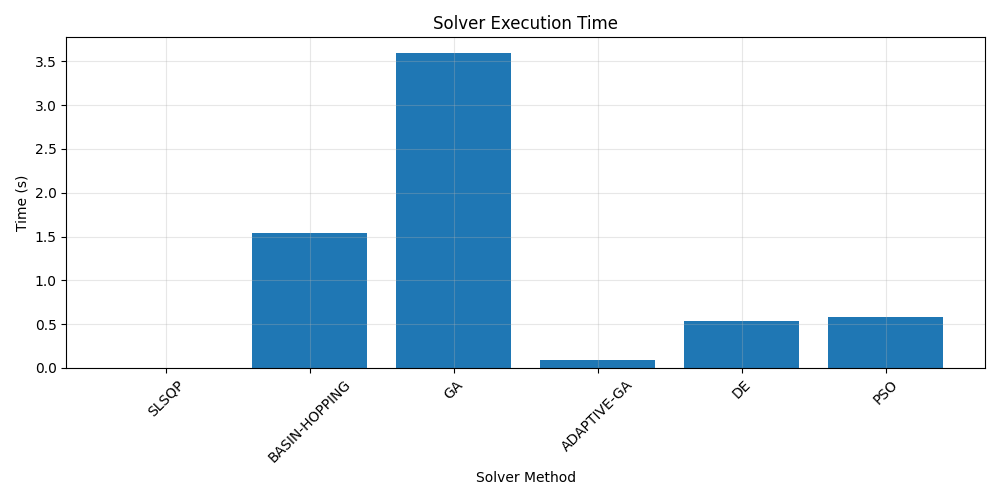 Solver Execution Time
Time (s)
3.5
3.0
2.5
2.0
1.5
1.0
0.5
0.0
SLSQP
BASIN-HOPPING
GA
ADAPTIVE-GA
DE
PSO
Solver Method